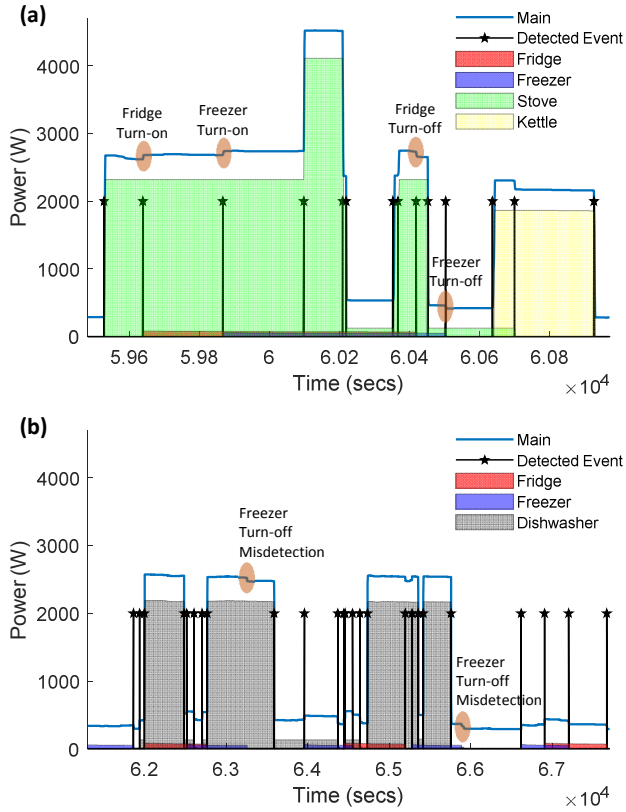 (a)
Main
Detected Event
Fridge
Freezer
Stove
Kettle
Fridge
Turn-on
Freezer
Turn-on
Fridge
Turn-off
Freezer
Turn-off
Power (W)
4000
3000
2000
1000
0
5.96
5.98
6
6.02
6.04
6.06
6.08
Time (secs)
×10⁴
(b)
Main
Detected Event
Fridge
Freezer
Dishwasher
Freezer
Turn-off
Misdetection
Freezer
Turn-off
Misdetection
Power (W)
4000
3000
2000
1000
0
6.2
6.3
6.4
6.5
6.6
6.7
Time (secs)
×10⁴